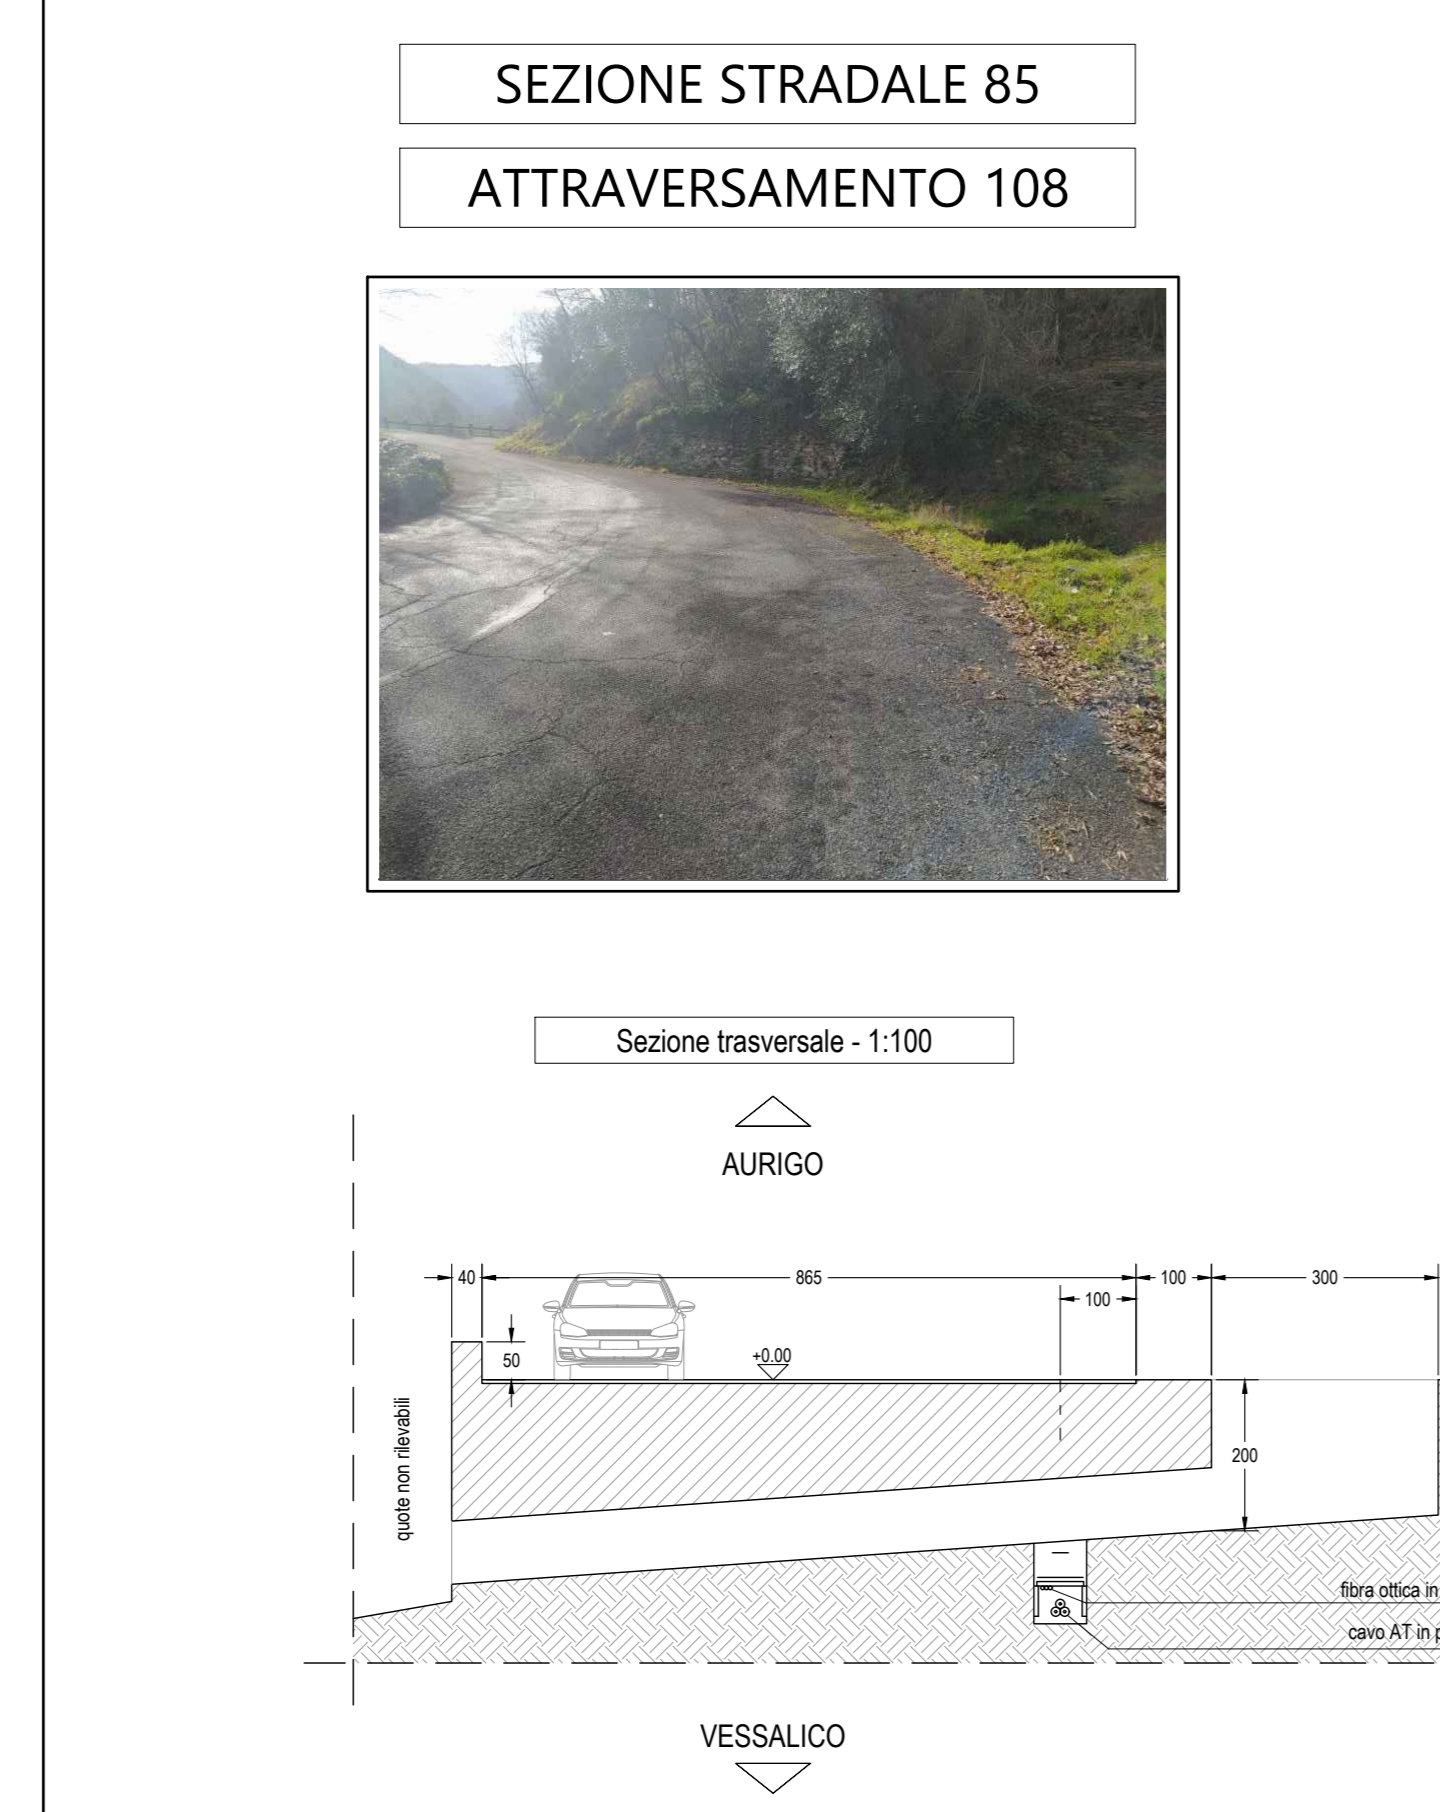 SEZIONE STRADALE 85
ATTRAVERSAMENTO 108
Sezione trasversale - 1:100
AURIGO
40
865
100
300
100
50
+0.00
quote non rilevabili
200
fibra ottica in
cavo AT in p
VESSALICO